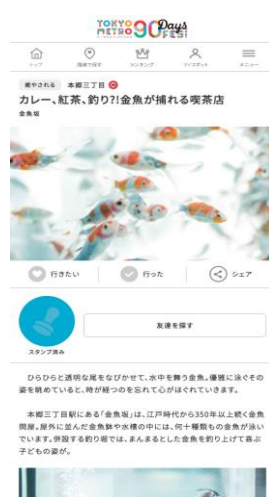 TOKYO METRO 90 Days FES!
トップ
路線で探す
ランキング
マイスポット
メニュー
癒やされる 本郷三丁目
カレー、紅茶、釣り?!金魚が捕れる喫茶店
金魚坂
行きたい 行った シェア
スタンプ済み
友達を探す
ひらひらと透明な尾をなびかせて、水中を舞う金魚。優雅に泳ぐその
姿を眺めていると、時が経つのを忘れて心がほぐれていきます。
本郷三丁目駅にある「金魚坂」は、江戸時代から350年以上続く金魚
問屋。屋外に並んだ金魚鉢や水槽の中には、何十種類もの金魚が泳い
でいます。併設する釣り堀では、まんまるとした金魚を釣り上げて喜ぶ
子どもの姿が。